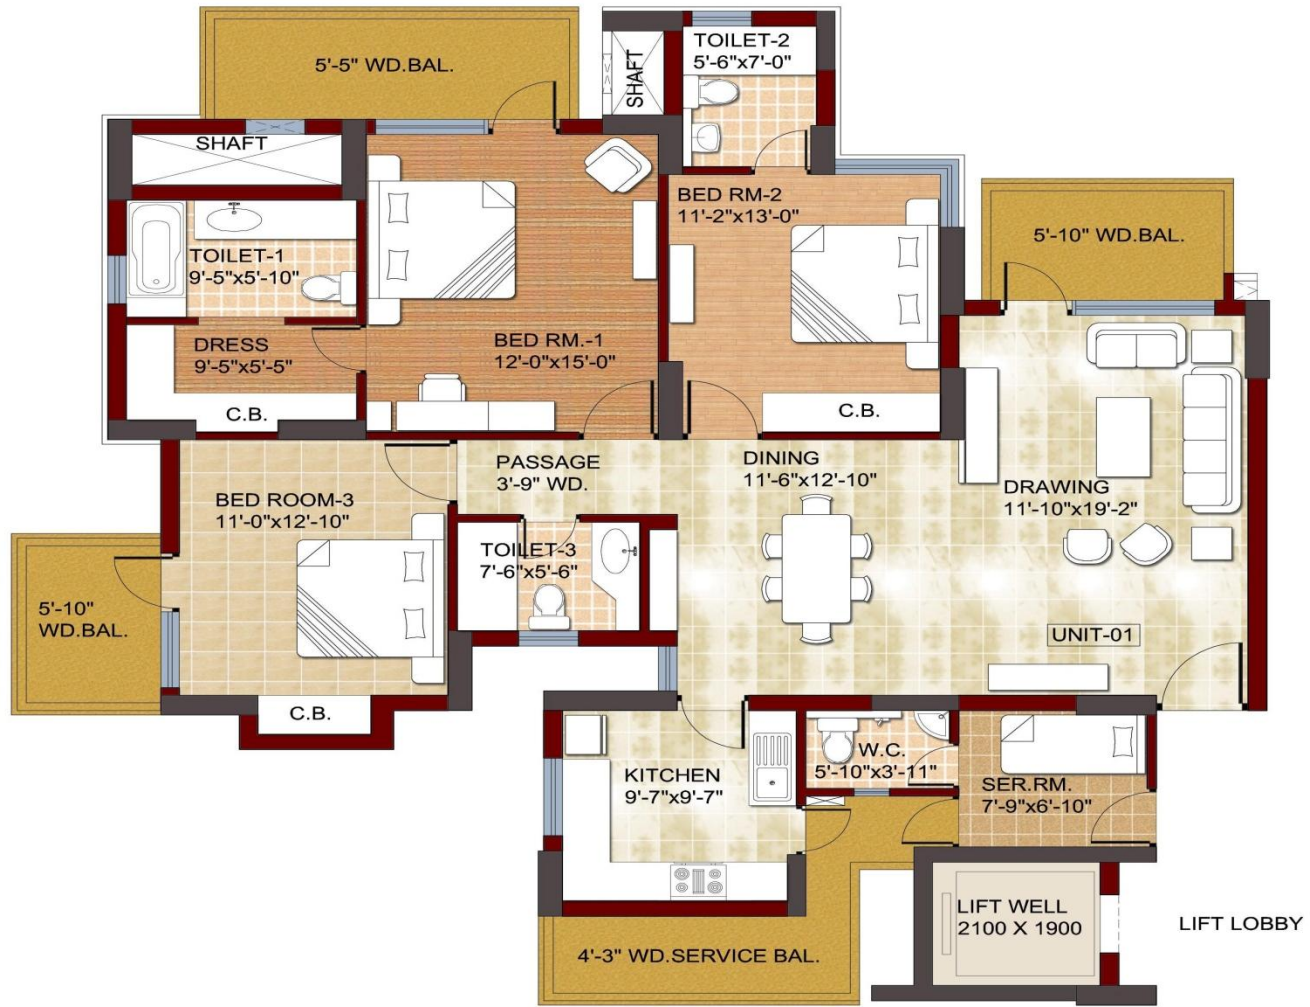 5'-5" WD.BAL.
SHAFT
TOILET-2
5'-6"x7'-0"
SHAFT
BED RM-2
11'-2"x13'-0"
5'-10" WD.BAL.
TOILET-1
9'-5"x5'-10"
DRESS
9'-5"x5'-5"
BED RM.-1
12'-0"x15'-0"
C.B.
C.B.
PASSAGE
3'-9" WD.
DINING
11'-6"x12'-10"
DRAWING
11'-10"x19'-2"
BED ROOM-3
11'-0"x12'-10"
TOILET-3
7'-6"x5'-6"
5'-10"
WD.BAL.
UNIT-01
C.B.
KITCHEN
9'-7"x9'-7"
W.C.
5'-10"x3'-11"
SER.RM.
7'-9"x6'-10"
LIFT WELL
2100 X 1900
LIFT LOBBY
4'-3" WD.SERVICE BAL.